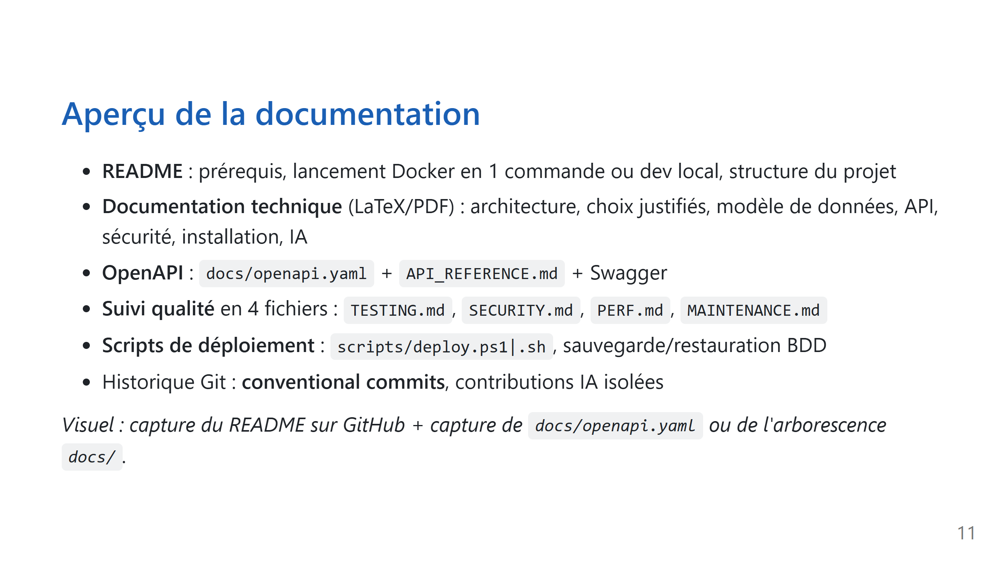 Aperçu de la documentation
• README : prérequis, lancement Docker en 1 commande ou dev local, structure du projet
• Documentation technique (LaTeX/PDF) : architecture, choix justifiés, modèle de données, API,
sécurité, installation, IA
• OpenAPI : docs/openapi.yaml + API_REFERENCE.md + Swagger
• Suivi qualité en 4 fichiers : TESTING.md, SECURITY.md, PERF.md, MAINTENANCE.md
• Scripts de déploiement : scripts/deploy.ps1|.sh, sauvegarde/restauration BDD
• Historique Git : conventional commits, contributions IA isolées
Visuel : capture du README sur GitHub + capture de docs/openapi.yaml ou de l'arborescence
docs/.
11